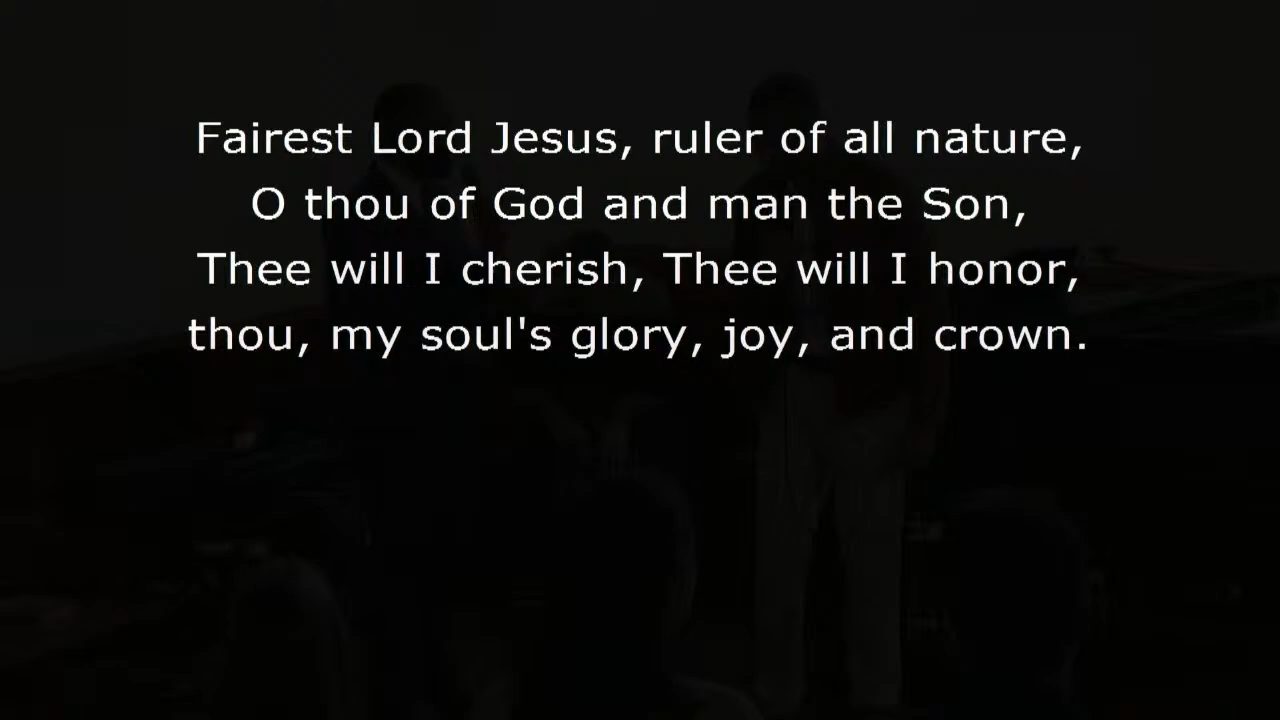 Fairest Lord Jesus, ruler of all nature,
O thou of God and man the Son,
Thee will I cherish, Thee will I honor,
thou, my soul's glory, joy, and crown.